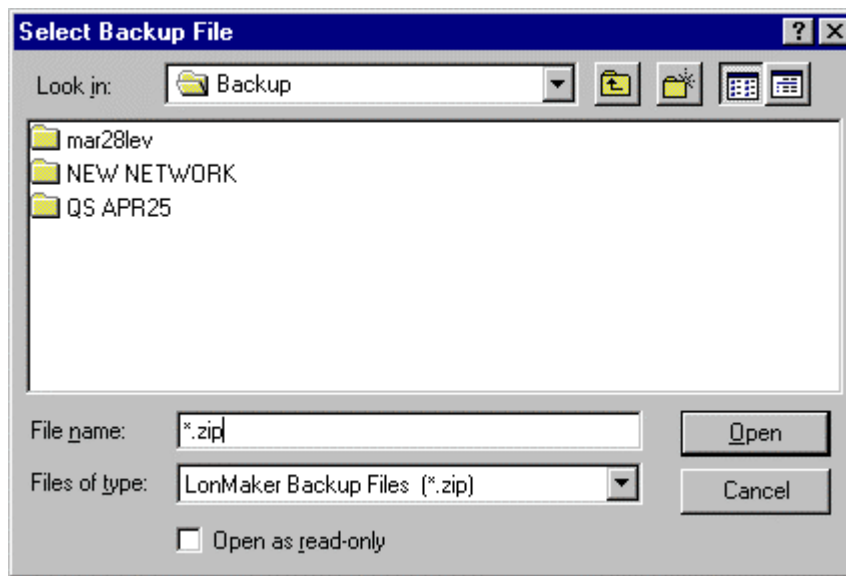 Select Backup File
Look in: Backup
mar28lev
NEW NETWORK
QS APR25
File name: *.zip Open
Files of type: LonMaker Backup Files (*.zip) Cancel
Open as read-only